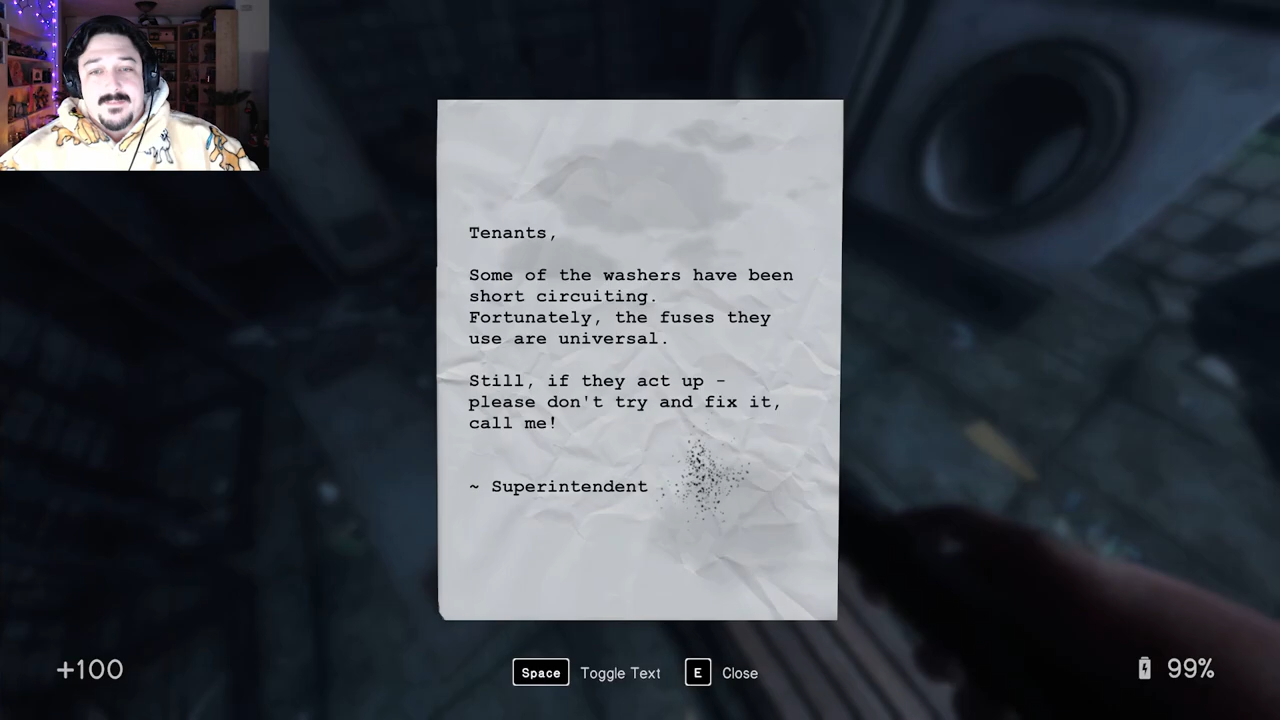 Tenants,
Some of the washers have been
short circuiting.
Fortunately, the fuses they
use are universal.
Still, if they act up -
please don't try and fix it,
call me!
~ Superintendent
+100
Space Toggle Text E Close
99%